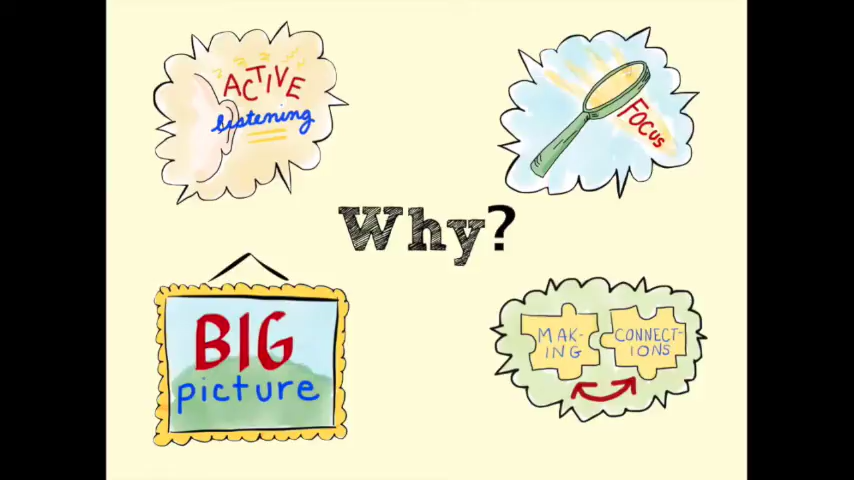 ACTIVE
Listening
FOCUS
Why?
BIG
picture
MAK-
ING
CONNECT-
IONS